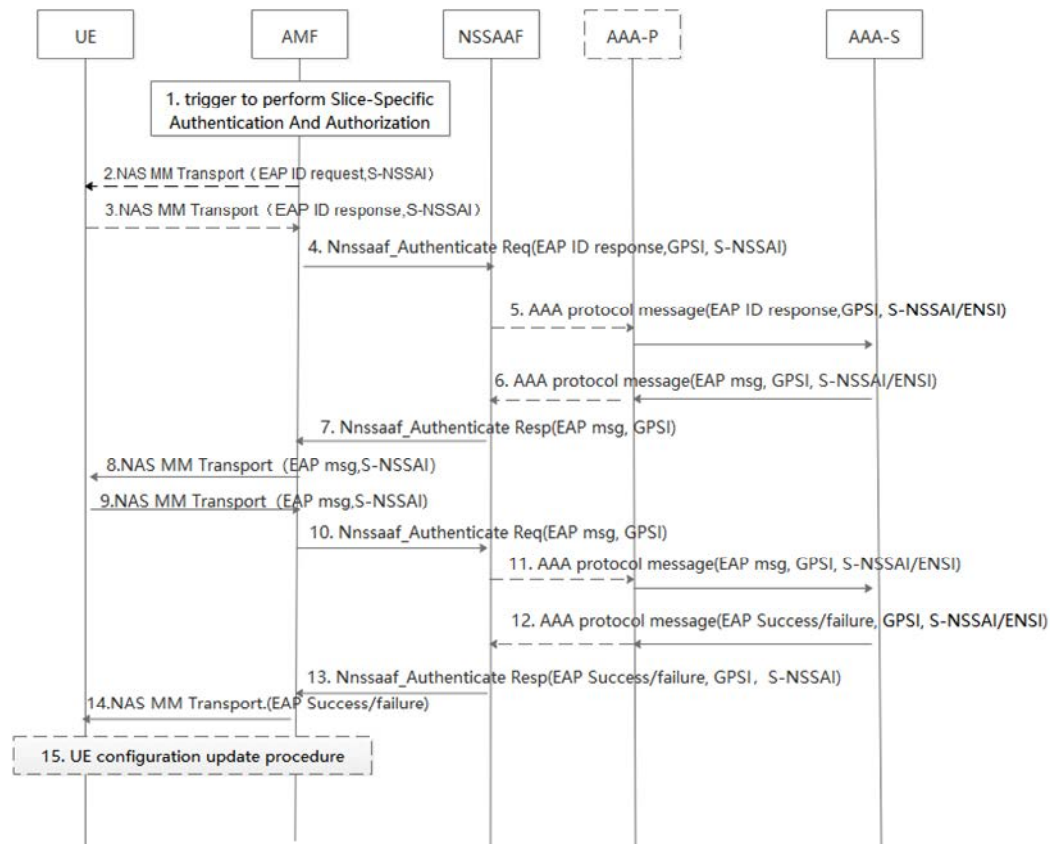 UE
AMF
NSSAAF
AAA-P
AAA-S
1. trigger to perform Slice-Specific
Authentication And Authorization
2.NAS MM Transport（EAP ID request,S-NSSAI）
3.NAS MM Transport（EAP ID response,S-NSSAI）
4. Nnssaaf_Authenticate Req(EAP ID response,GPSI, S-NSSAI)
5. AAA protocol message(EAP ID response,GPSI, S-NSSAI/ENSI)
6. AAA protocol message(EAP msg, GPSI, S-NSSAI/ENSI)
7. Nnssaaf_Authenticate Resp(EAP msg, GPSI)
8.NAS MM Transport（EAP msg,S-NSSAI）
9.NAS MM Transport（EAP msg,S-NSSAI）
10. Nnssaaf_Authenticate Req(EAP msg, GPSI)
11. AAA protocol message(EAP msg, GPSI, S-NSSAI/ENSI)
12. AAA protocol message(EAP Success/failure, GPSI, S-NSSAI/ENSI)
13. Nnssaaf_Authenticate Resp(EAP Success/failure, GPSI，S-NSSAI)
14.NAS MM Transport.(EAP Success/failure)
15. UE configuration update procedure